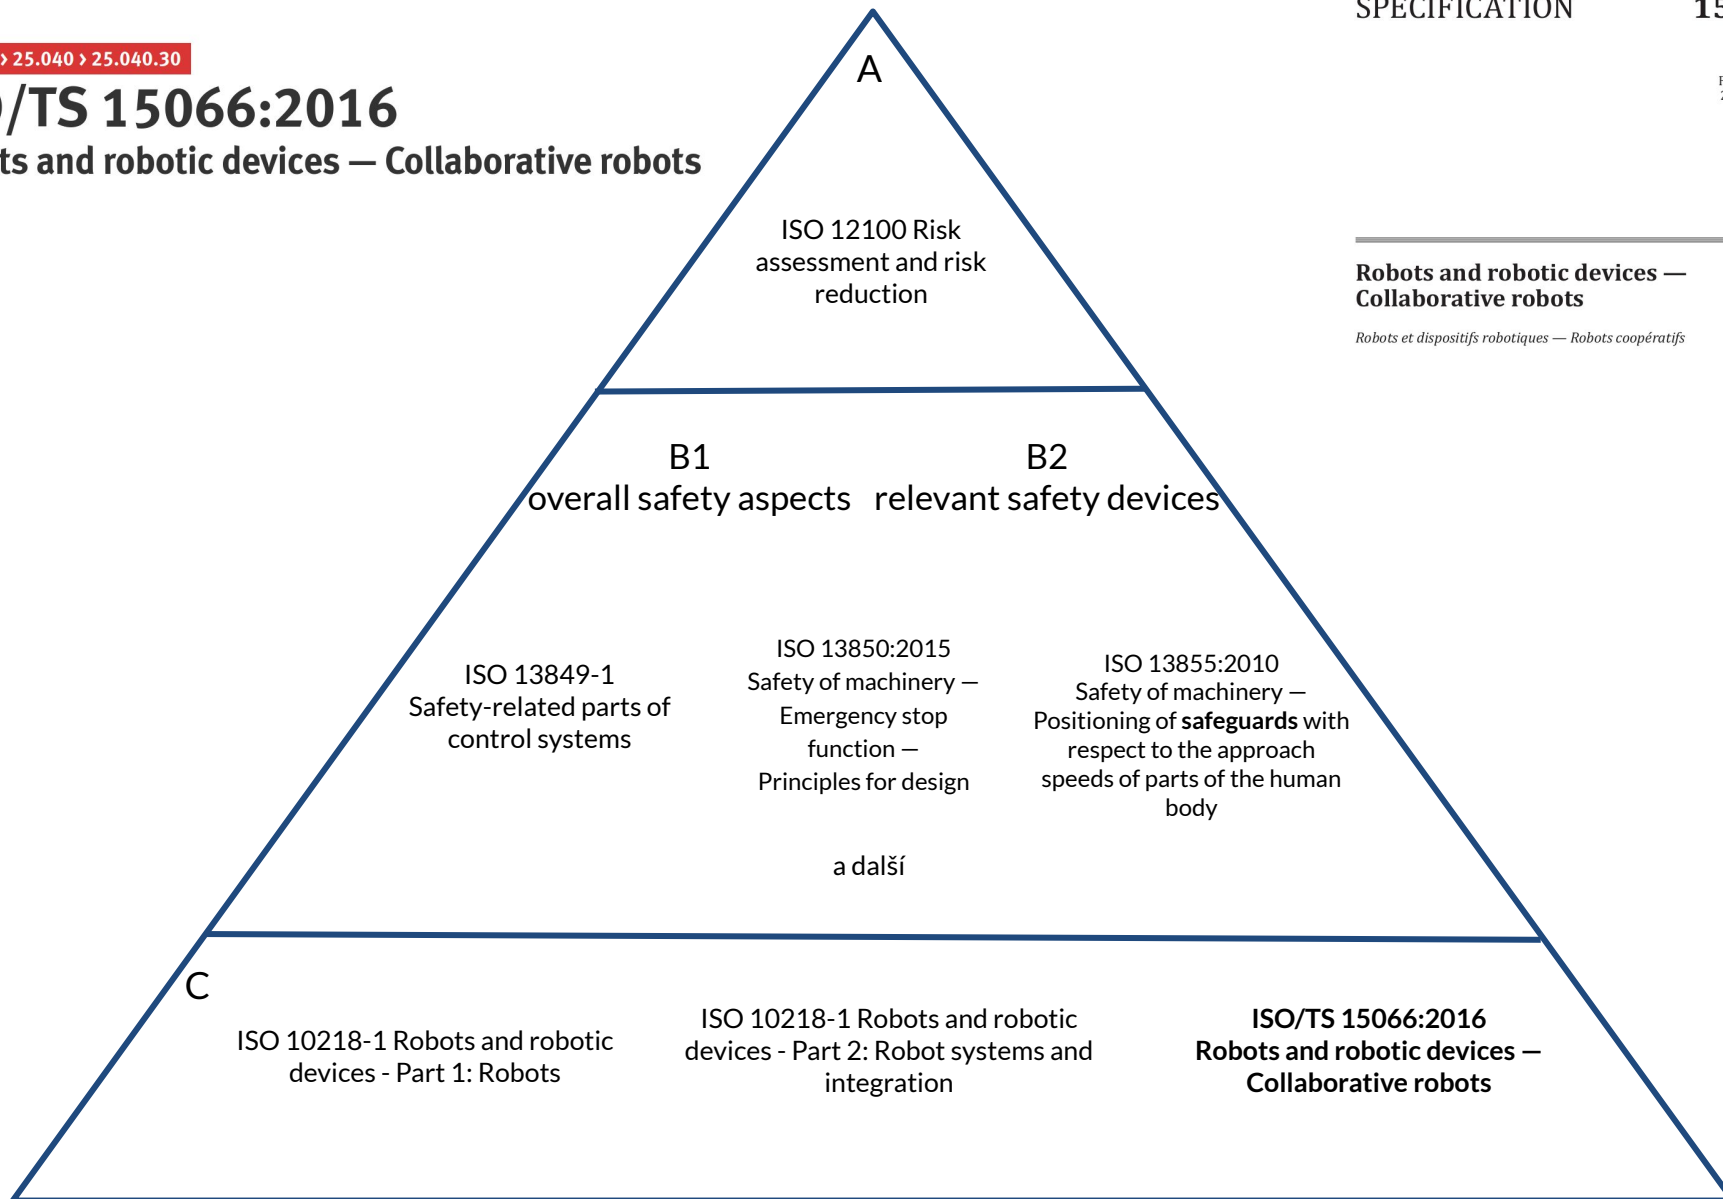 › 25.040 › 25.040.30
/TS 15066:2016
ts and robotic devices — Collaborative robots
SPECIFICATION 15
Robots and robotic devices —
Collaborative robots
Robots et dispositifs robotiques — Robots coopératifs
A
ISO 12100 Risk
assessment and risk
reduction
B1
overall safety aspects
B2
relevant safety devices
ISO 13849-1
Safety-related parts of
control systems
ISO 13850:2015
Safety of machinery —
Emergency stop
function —
Principles for design
ISO 13855:2010
Safety of machinery —
Positioning of safeguards with
respect to the approach
speeds of parts of the human
body
a další
C
ISO 10218-1 Robots and robotic
devices - Part 1: Robots
ISO 10218-1 Robots and robotic
devices - Part 2: Robot systems and
integration
ISO/TS 15066:2016
Robots and robotic devices —
Collaborative robots